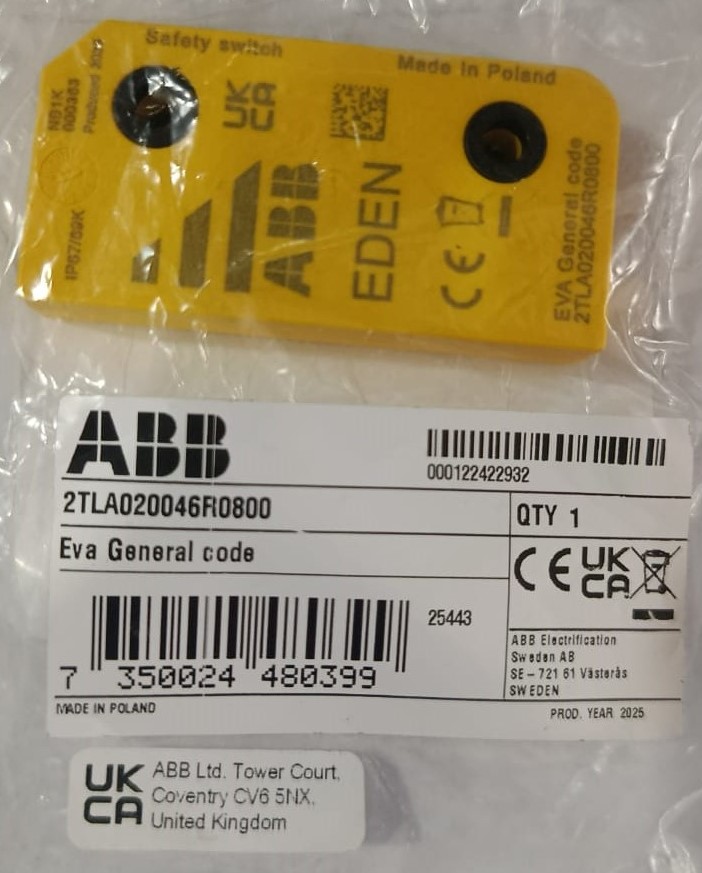 Safety switch
Made in Poland
NB1K
000363
IP67/69K
UK
CA
ABB
EDEN
CE
EVA General code
2TLA020046R0800
ABB
000122422932
2TLA020046R0800
QTY 1
Eva General code
CE UK
CA
25443
7 350024 480399
ABB Electrification
Sweden AB
SE-721 61 Västerås
SWEDEN
MADE IN POLAND
PROD. YEAR 2025
UK
CA
ABB Ltd. Tower Court,
Coventry CV6 5NX,
United Kingdom